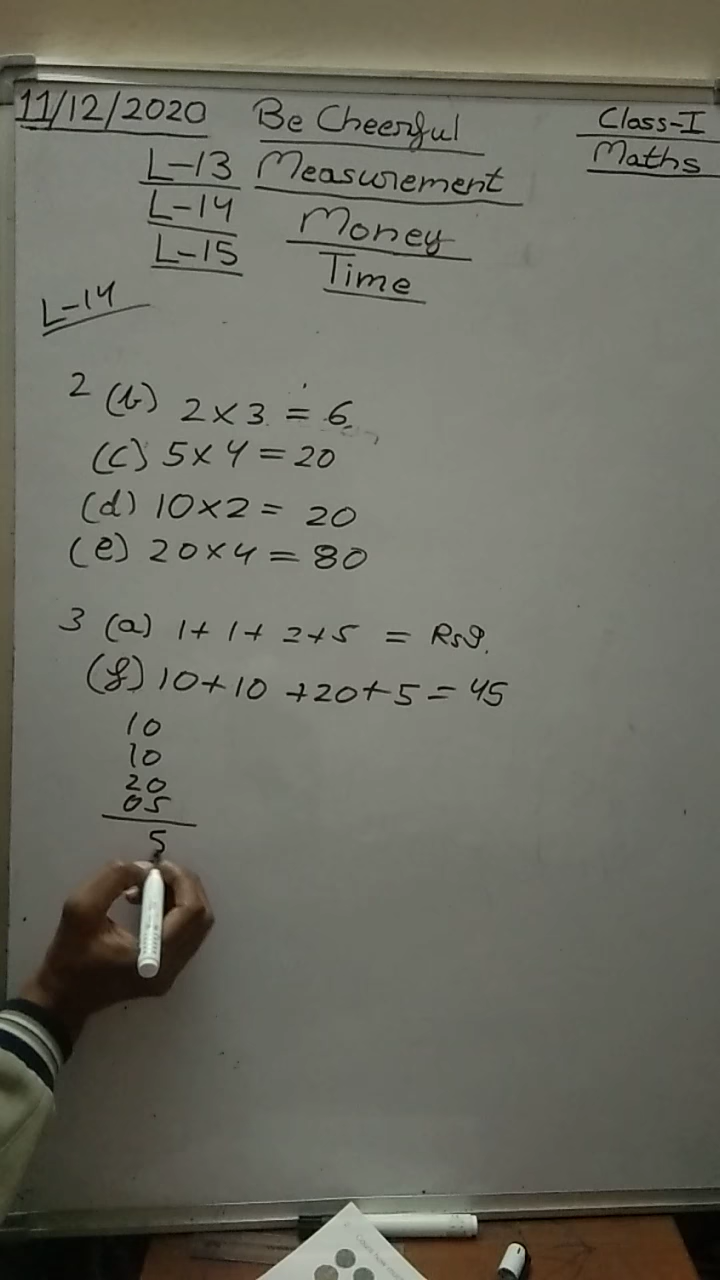 11/12/2020 Be Cheerful Class-I
L-13 Measurement Maths
L-14 Money
L-15 Time
L-14
2 (b) 2×3 = 6
(c) 5×4 = 20
(d) 10×2 = 20
(e) 20×4 = 80
3 (a) 1+1+2+5 = Rs9.
(f) 10+10+20+5 = 45
10
10
20
05
5